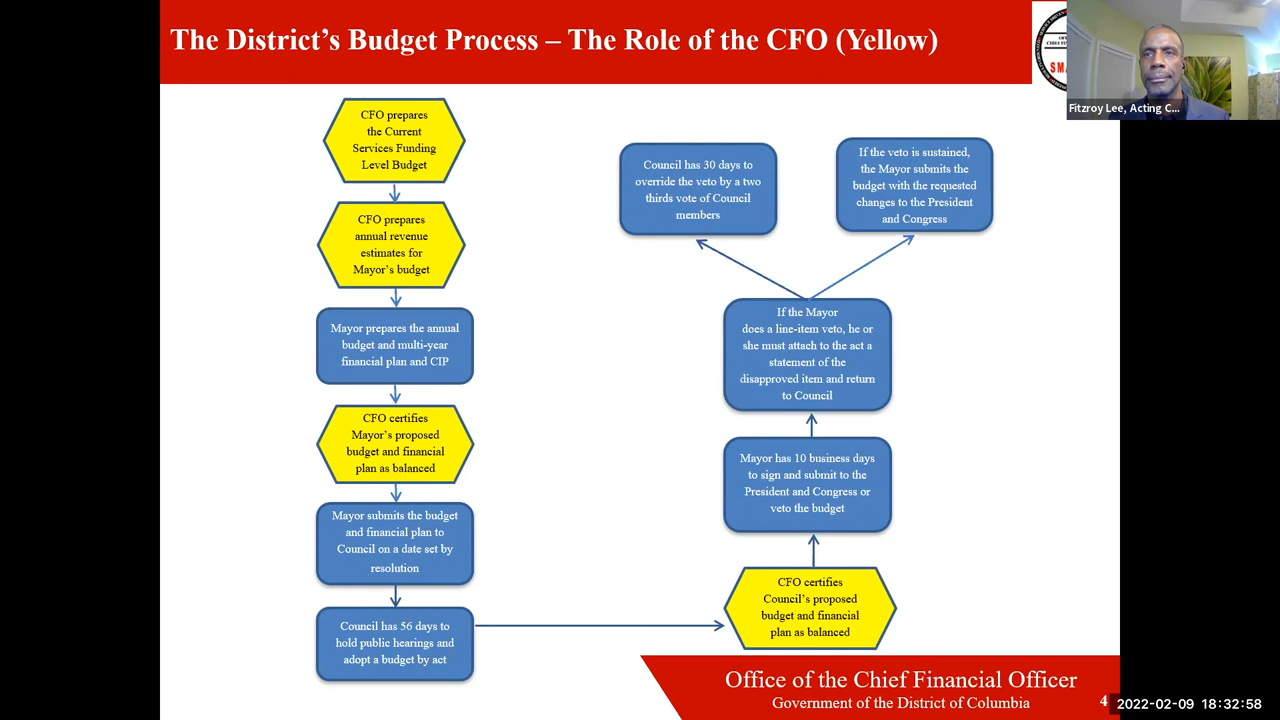 The District's Budget Process – The Role of the CFO (Yellow)
SMA
Fitzroy Lee, Acting C...
CFO prepares
the Current
Services Funding
Level Budget
CFO prepares
annual revenue
estimates for
Mayor's budget
Mayor prepares the annual
budget and multi-year
financial plan and CIP
CFO certifies
Mayor's proposed
budget and financial
plan as balanced
Mayor submits the budget
and financial plan to
Council on a date set by
resolution
Council has 56 days to
hold public hearings and
adopt a budget by act
CFO certifies
Council's proposed
budget and financial
plan as balanced
Mayor has 10 business days
to sign and submit to the
President and Congress or
veto the budget
If the Mayor
does a line-item veto, he or
she must attach to the act a
statement of the
disapproved item and return
to Council
Council has 30 days to
override the veto by a two
thirds vote of Council
members
If the veto is sustained,
the Mayor submits the
budget with the requested
changes to the President
and Congress
Office of the Chief Financial Officer
Government of the District of Columbia
4
2022-02-09 18:32:58